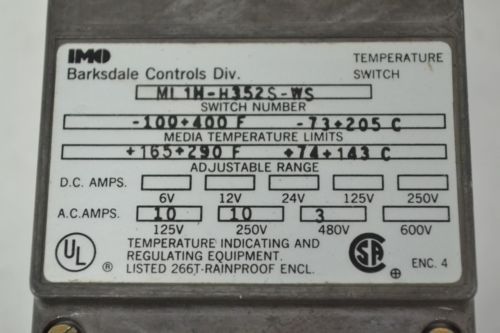 IMO
TEMPERATURE
Barksdale Controls Div.
SWITCH
ML1H-H352S-WS
SWITCH NUMBER
-100+400 F -73+205 C
MEDIA TEMPERATURE LIMITS
+165+290 F +74+143 C
ADJUSTABLE RANGE
D.C. AMPS.
6V 12V 24V 125V 250V
A.C. AMPS. 10 10 3
125V 250V 480V 600V
UL ® TEMPERATURE INDICATING AND
REGULATING EQUIPMENT.
LISTED 266T-RAINPROOF ENCL.
SA
ENC. 4